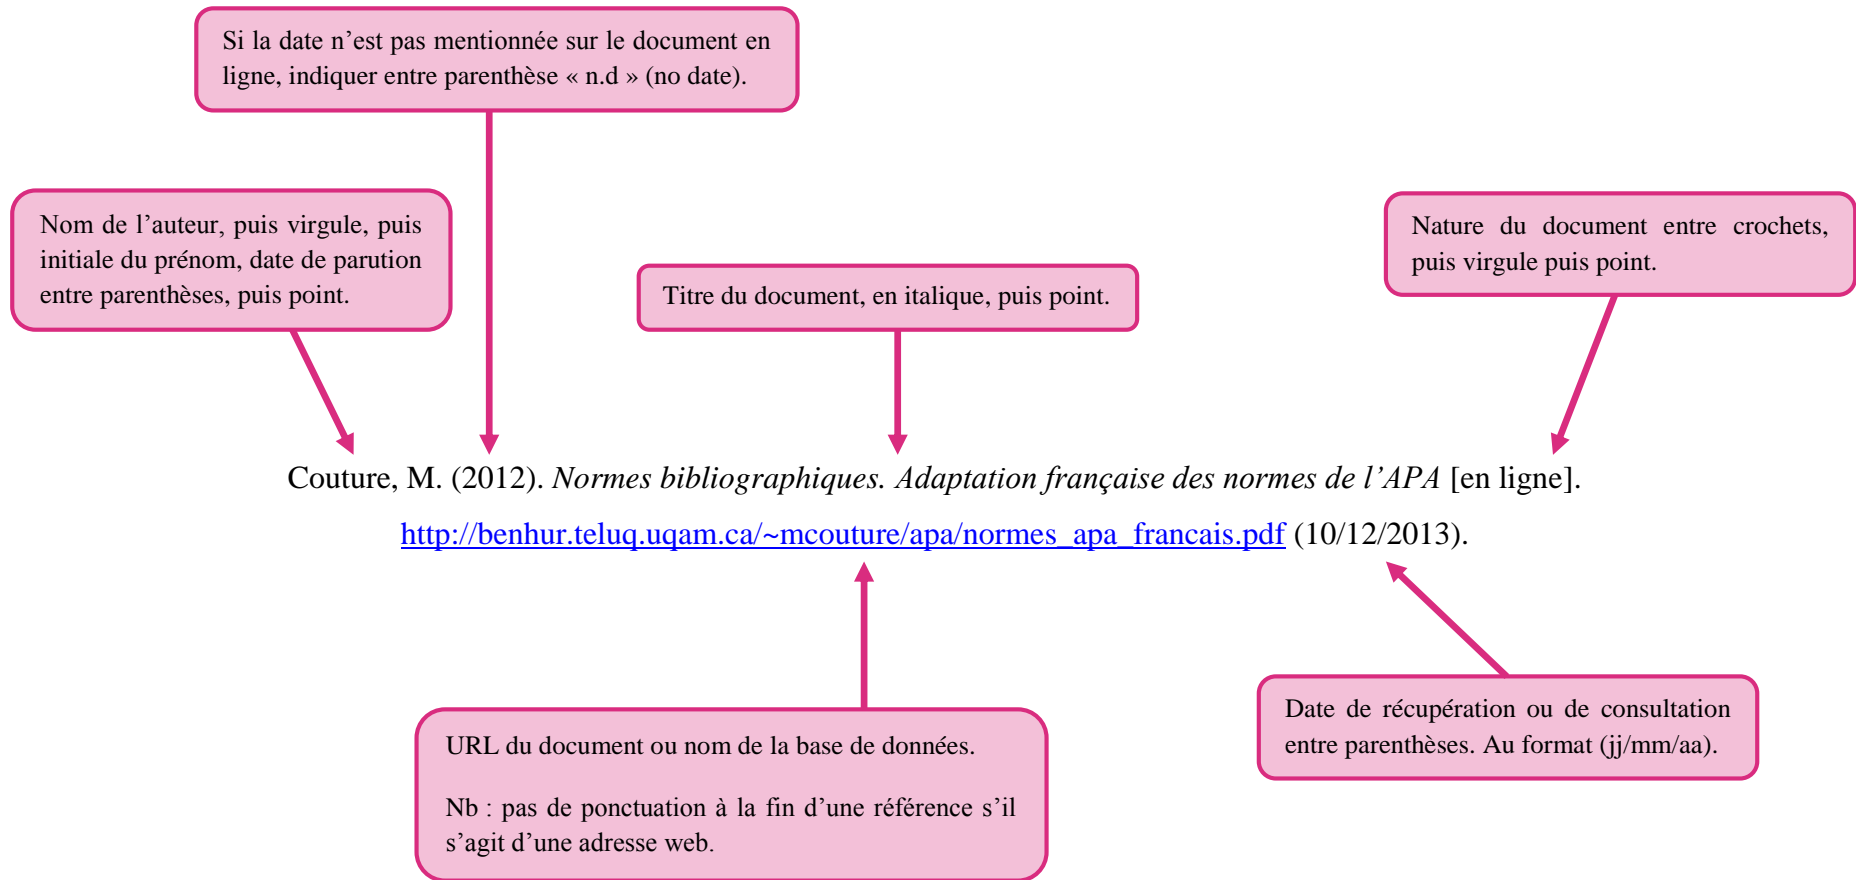 Si la date n’est pas mentionnée sur le document en
ligne, indiquer entre parenthèse « n.d » (no date).
Nom de l’auteur, puis virgule, puis
initiale du prénom, date de parution
entre parenthèses, puis point.
Titre du document, en italique, puis point.
Nature du document entre crochets,
puis virgule puis point.
Couture, M. (2012). Normes bibliographiques. Adaptation française des normes de l’APA [en ligne].
http://benhur.teluq.uqam.ca/~mcouture/apa/normes_apa_francais.pdf (10/12/2013).
URL du document ou nom de la base de données.
Nb : pas de ponctuation à la fin d’une référence s’il
s’agit d’une adresse web.
Date de récupération ou de consultation
entre parenthèses. Au format (jj/mm/aa).